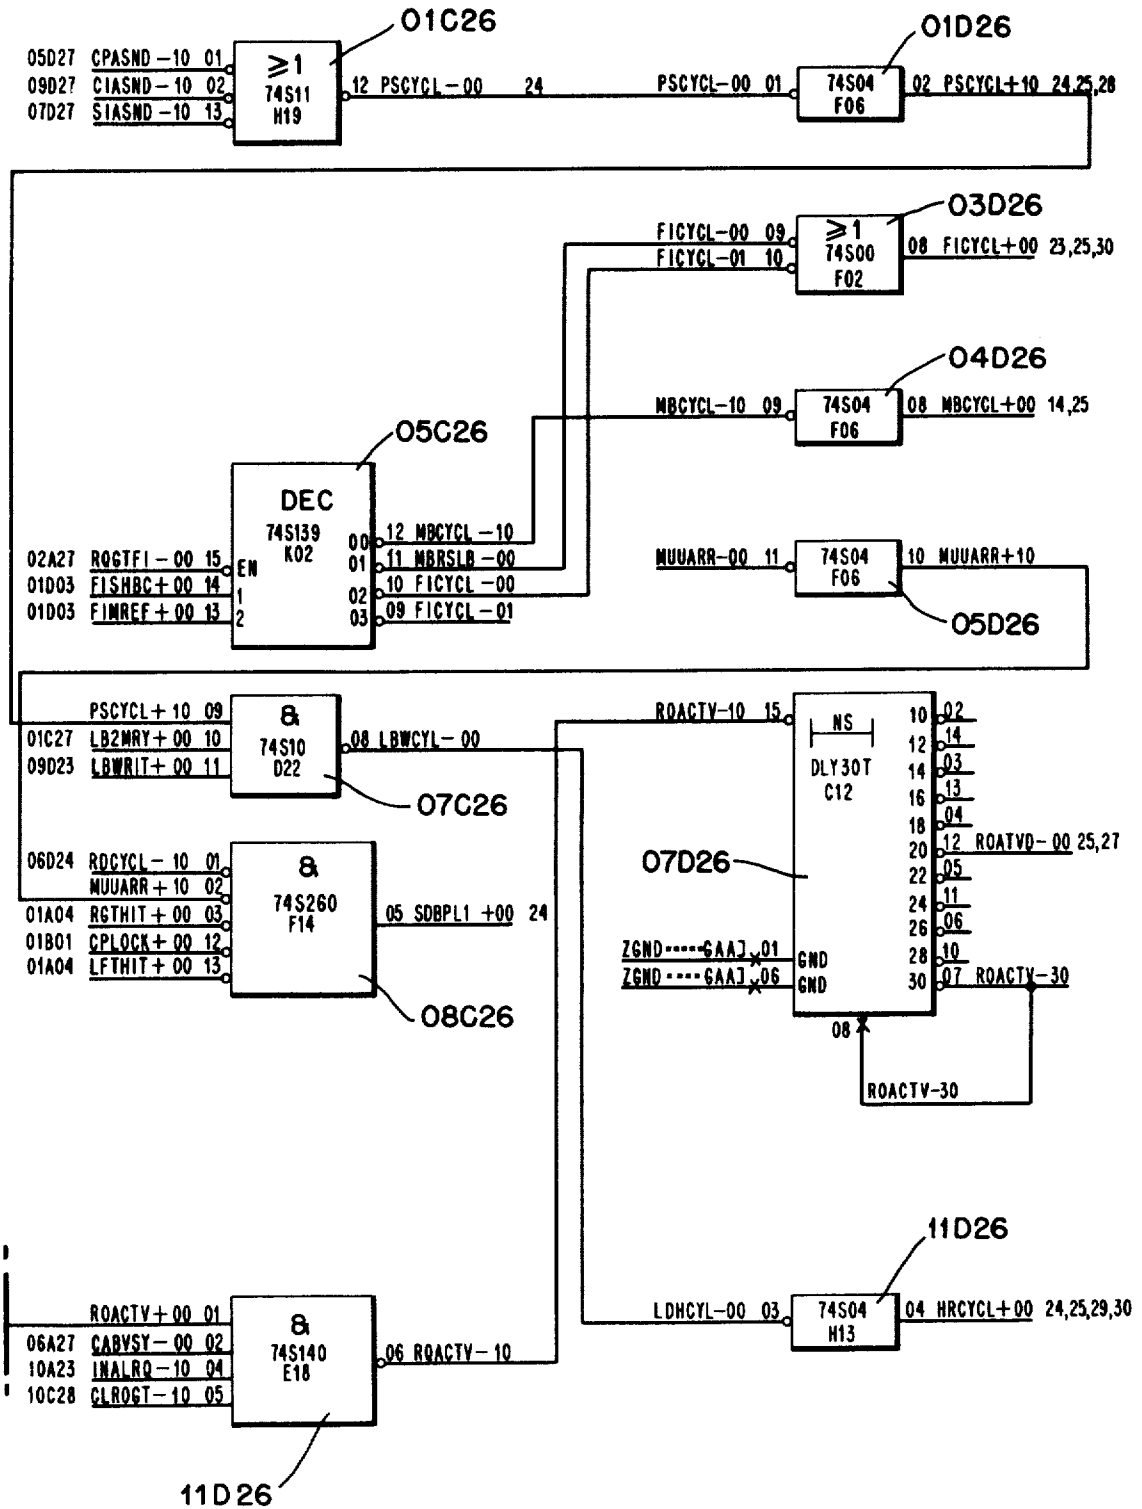 01C26
01D26
05D27 CPASND-10 01
09D27 CIASND-10 02
07D27 SIASND-10 13
≥1
74S11
H19
12 PSCYCL-00 24
PSCYCL-00 01
74S04
F06
02 PSCYCL+10 24,25,28
03D26
FICYCL-00 09
FICYCL-01 10
≥1
74S00
F02
08 FICYCL+00 23,25,30
04D26
MBCYCL-10 09
74S04
F06
08 MBCYCL+00 14,25
05C26
DEC
74S139
K02
02A27 RQGTFI-00 15
01D03 FISHBC+00 14
01D03 FIMREF+00 13
EN
1
2
00
01
02
03
12 MBCYCL-10
11 MBRSLB-00
10 FICYCL-00
09 FICYCL-01
MUUARR-00 11
74S04
F06
10 MUUARR+10
05D26
PSCYCL+10 09
01C27 LB2MRY+00 10
09D23 LBWRIT+00 11
&
74S10
D22
08 LBWCYL-00
07C26
ROACTV-10 15
NS
DLY30T
C12
10 02
12 14
14 03
16 13
18 04
20 12 ROATVD-00 25,27
22 05
24 11
26 06
28 10
30 07 ROACTV-30
07D26
ZGND-----GAAJ 01
ZGND----GAAJ 06
GND
GND
08
ROACTV-30
06D24 RDCYCL-10 01
MUUARR+10 02
01A04 RGTHIT+00 03
01B01 CPLOCK+00 12
01A04 LFTHIT+00 13
&
74S260
F14
05 SDBPL1+00 24
08C26
11D26
LDHCYL-00 03
74S04
H13
04 HRCYCL+00 24,25,29,30
ROACTV+00 01
06A27 CABVSY-00 02
10A23 INALRQ-10 04
10C28 CLROGT-10 05
&
74S140
E18
06 RQACTV-10
11D26